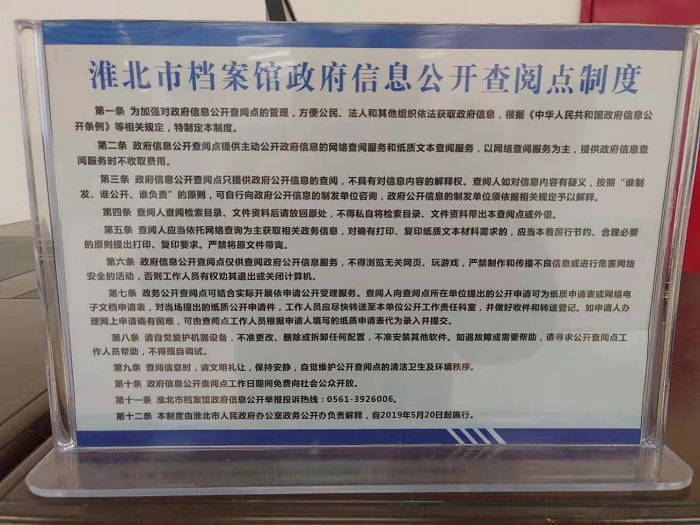 淮北市档案馆政府信息公开查阅点制度
第一条 为加强对政府信息公开查阅点的管理，方便公民、法人和其他组织依法获取政府信息，根据《中华人民共和国政府信息公
开条例》等相关规定，特制定本制度。
第二条 政府信息公开查阅点提供主动公开政府信息的网络查阅服务和纸质文本查阅服务，以网络查阅服务为主，提供政府信息查
阅服务时不收取费用。
第三条 政府信息公开查阅点只提供政府公开信息的查阅，不具有对信息内容的解释权。查阅人如对信息内容有疑义，按照“谁制
发、谁公开、谁负责”的原则，可自行向政府公开信息的制发单位咨询，政府公开信息的制发单位须依据相关规定予以解释。
第四条 查阅人查阅检索目录、文件资料后请放回原处，不得私自将检索目录、文件资料带出本查阅点或外借。
第五条 查阅人应当依托网络查询为主获取相关政务信息，对确有打印、复印纸质文本材料需求的，应当本着厉行节约、合理必要
的原则提出打印、复印要求。严禁将原文件带离。
第六条 政府信息公开查阅点仅供查阅政府公开信息服务，不得浏览无关网页、玩游戏，严禁制作和传播不良信息或进行危害网络
安全的活动，否则工作人员有权劝其退出或关闭计算机。
第七条 政务公开查阅点可结合实际开展依申请公开受理服务。查阅人向查阅点所在单位提出的公开申请可为纸质申请表或网络电
子文档申请表，对当场提出的纸质公开申请件，工作人员应尽快转送至本单位公开工作责任科室，并做好收件和转送登记。如申请人办
理网上申请确有困难，可由查阅点工作人员根据申请人填写的纸质申请表代为录入并提交。
第八条 请自觉爱护机器设备，不准更改、删除或拆卸任何配置，不准安装其他软件。如遇故障或需要帮助，请寻求公开查阅点工
作人员帮助，不得擅自调试。
第九条 查阅信息时，请文明礼让，保持安静，自觉维护公开查阅点的清洁卫生及环境秩序。
第十条 政府信息公开查阅点工作日期间免费向社会公众开放。
第十一条 淮北市档案馆政府信息公开举报投诉热线：0561-3926006。
第十二条 本制度由淮北市人民政府办公室政务公开办负责解释，自2019年5月20日起施行。